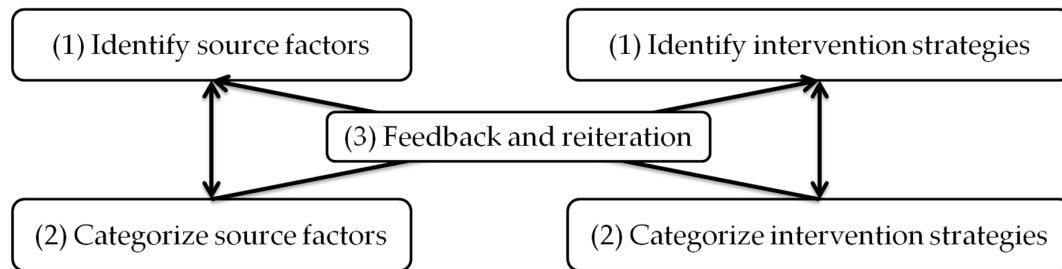 (1) Identify source factors
(1) Identify intervention strategies
(3) Feedback and reiteration
(2) Categorize source factors
(2) Categorize intervention strategies